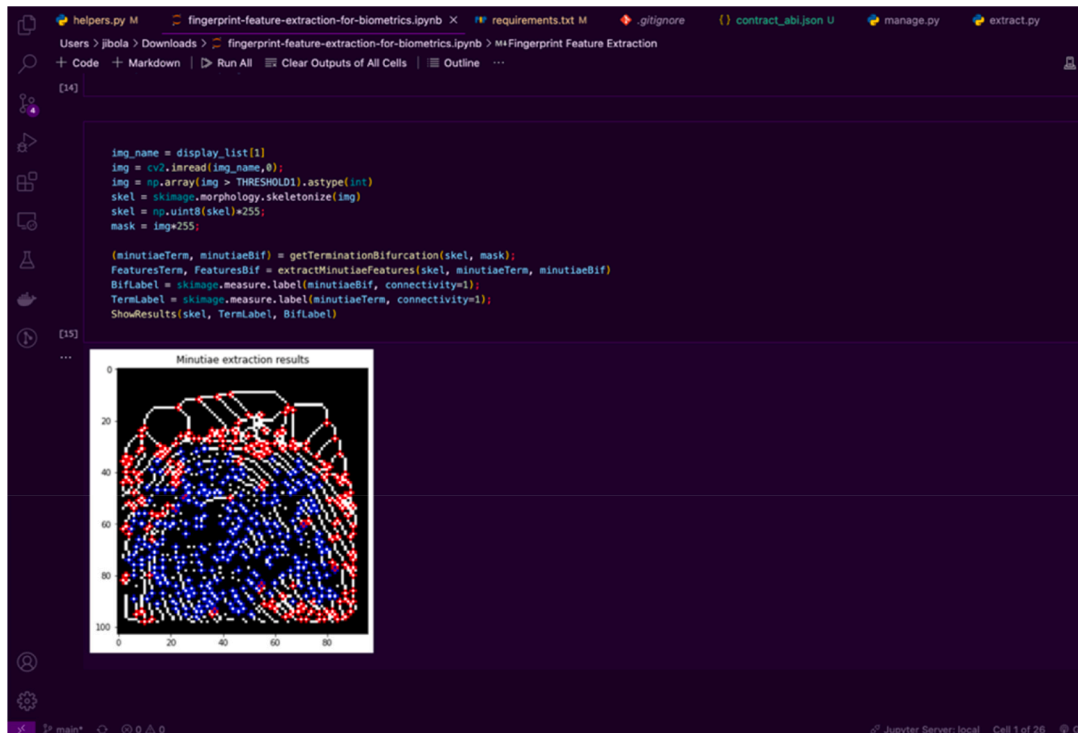 helpers.py M
fingerprint-feature-extraction-for-biometrics.ipynb
requirements.txt M
.gitignore
{} contract_abi.json U
manage.py
extract.py
Users > jibola > Downloads > fingerprint-feature-extraction-for-biometrics.ipynb > M↓Fingerprint Feature Extraction
+ Code + Markdown | Run All Clear Outputs of All Cells | Outline ...
[14]
img_name = display_list[1]
img = cv2.imread(img_name,0);
img = np.array(img > THRESHOLD1).astype(int)
skel = skimage.morphology.skeletonize(img)
skel = np.uint8(skel)*255;
mask = img*255;
(minutiaeTerm, minutiaeBif) = getTerminationBifurcation(skel, mask);
FeaturesTerm, FeaturesBif = extractMinutiaeFeatures(skel, minutiaeTerm, minutiaeBif)
BifLabel = skimage.measure.label(minutiaeBif, connectivity=1);
TermLabel = skimage.measure.label(minutiaeTerm, connectivity=1);
ShowResults(skel, TermLabel, BifLabel)
[15]
...
Minutiae extraction results
0
20
40
60
80
100
0 20 40 60 80
4
main* 0 0 Jupyter Server: local Cell 1 of 26